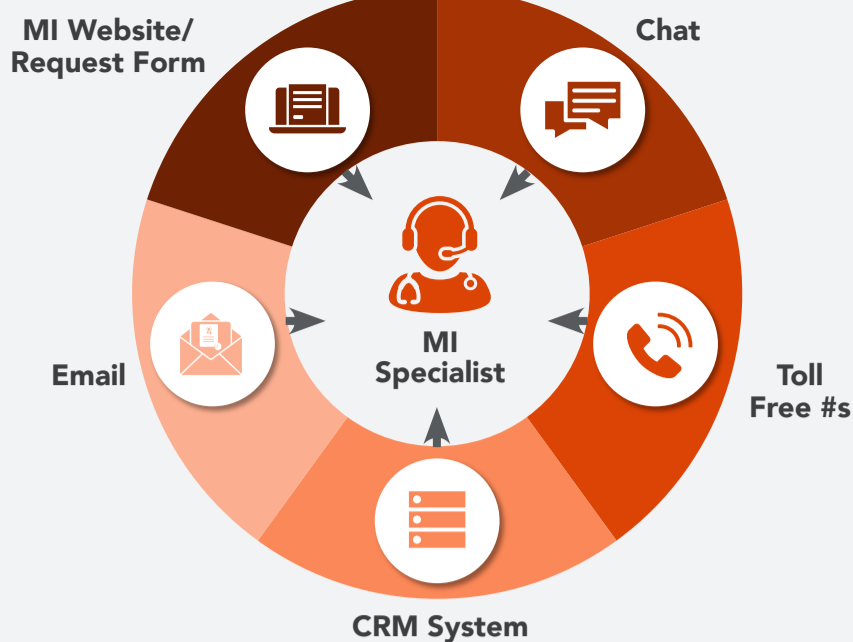 MI Website/
Request Form
Chat
MI
Specialist
Email
Toll
Free #s
CRM System